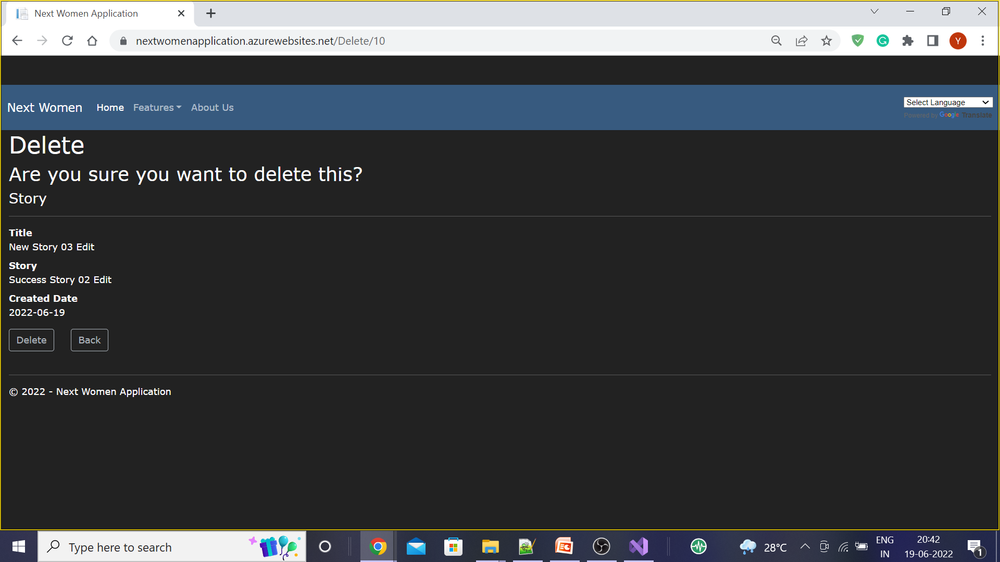 Next Women Application
nextwomenapplication.azurewebsites.net/Delete/10
Y
Next Women Home Features About Us
Select Language
Powered by Google Translate
Delete
Are you sure you want to delete this?
Story
Title
New Story 03 Edit
Story
Success Story 02 Edit
Created Date
2022-06-19
Delete Back
© 2022 - Next Women Application
Type here to search
28°C
ENG
IN
20:42
19-06-2022
1